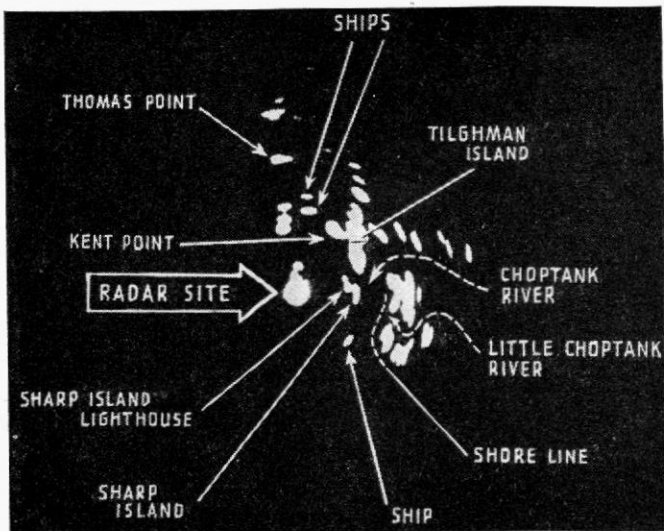 SHIPS
THOMAS POINT
TILGHMAN
ISLAND
KENT POINT
RADAR SITE
CHOPTANK
RIVER
LITTLE CHOPTANK
RIVER
SHARP ISLAND
LIGHTHOUSE
SHORE LINE
SHARP
ISLAND
SHIP